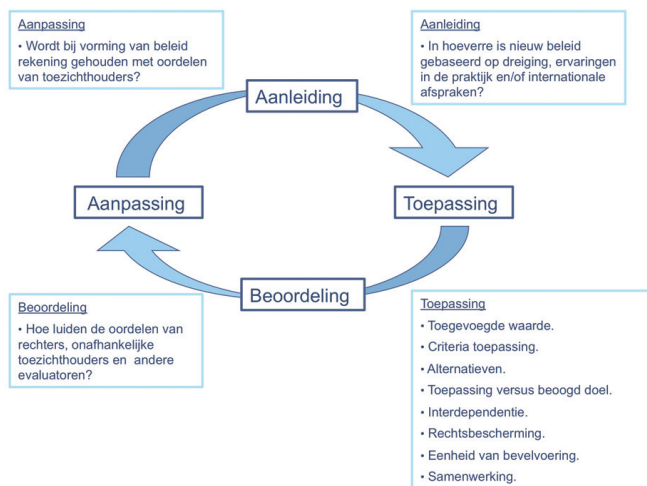 Aanpassing
• Wordt bij vorming van beleid
rekening gehouden met oordelen
van toezichthouders?
Aanleiding
• In hoeverre is nieuw beleid
gebaseerd op dreiging, ervaringen
in de praktijk en/of internationale
afspraken?
Aanleiding
Aanpassing
Toepassing
Beoordeling
Beoordeling
• Hoe luiden de oordelen van
rechters, onafhankelijke
toezichthouders en andere
evaluatoren?
Toepassing
• Toegevoegde waarde.
• Criteria toepassing.
• Alternatieven.
• Toepassing versus beoogd doel.
• Interdependentie.
• Rechtsbescherming.
• Eenheid van bevelvoering.
• Samenwerking.